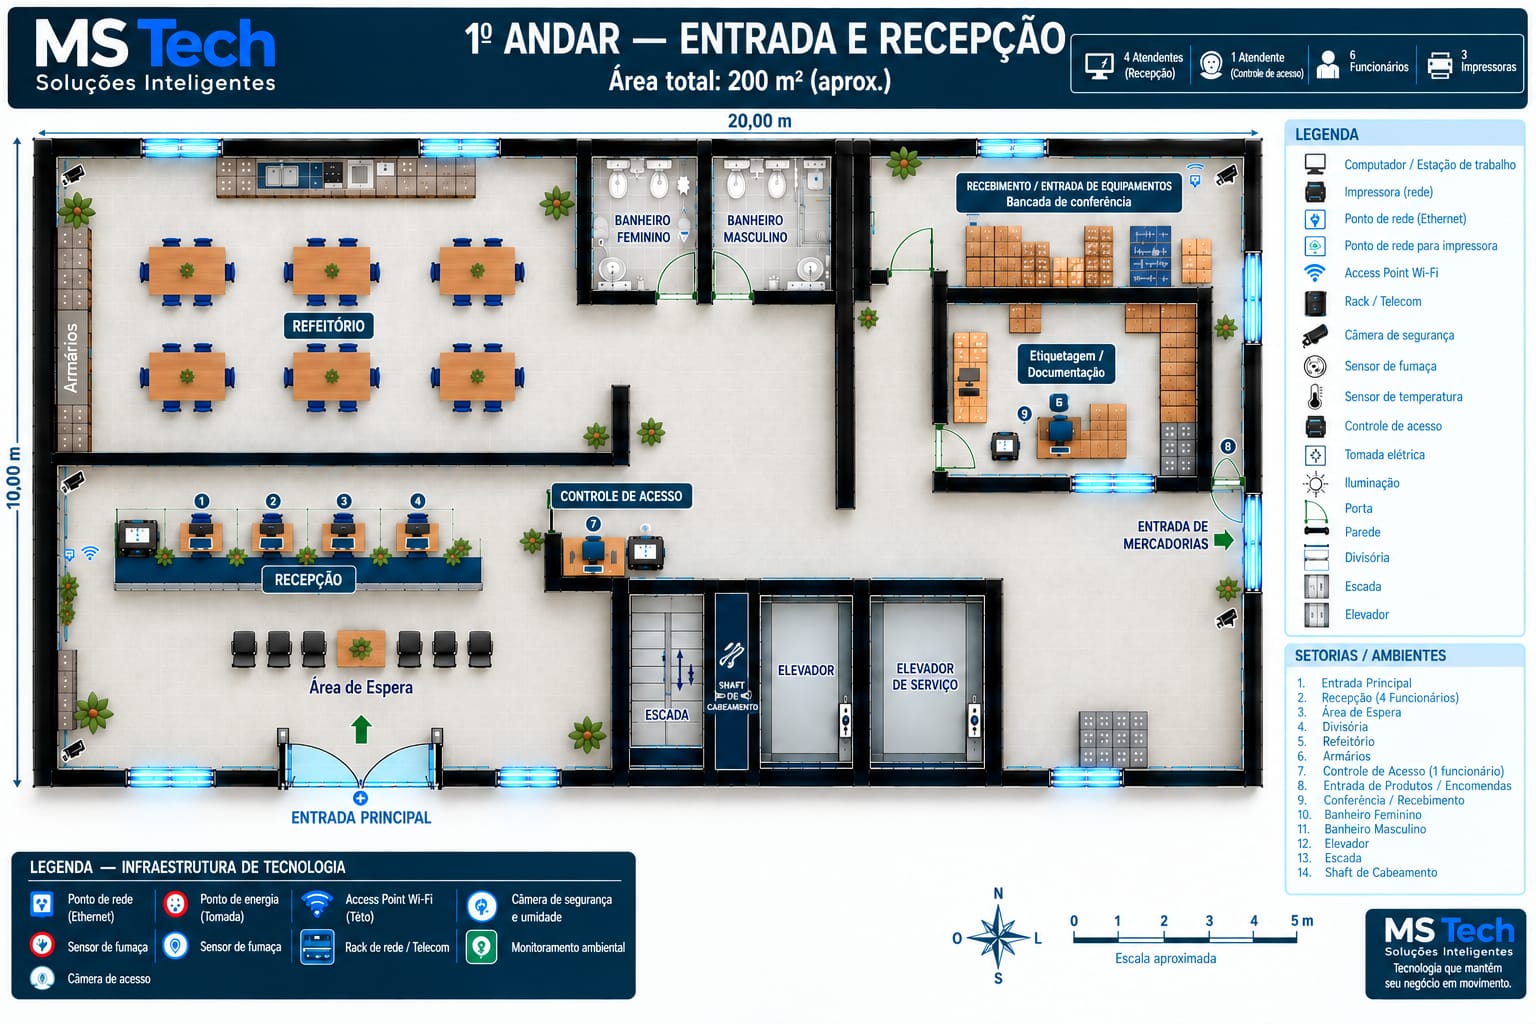 MS Tech
Soluções Inteligentes
1º ANDAR — ENTRADA E RECEPÇÃO
Área total: 200 m² (aprox.)
4 Atendentes
(Recepção)
1 Atendente
(Controle de acesso)
6
Funcionários
3
Impressoras
20,00 m
10,00 m
BANHEIRO
FEMININO
BANHEIRO
MASCULINO
RECEBIMENTO / ENTRADA DE EQUIPAMENTOS
Bancada de conferência
REFEITÓRIO
Armários
Etiquetagem /
Documentação
6
9
8
1
2
3
4
CONTROLE DE ACESSO
7
RECEPÇÃO
ENTRADA DE
MERCADORIAS
Área de Espera
ESCADA
SHAFT
DE
CABEAMENTO
ELEVADOR
ELEVADOR
DE SERVIÇO
ENTRADA PRINCIPAL
LEGENDA
Computador / Estação de trabalho
Impressora (rede)
Ponto de rede (Ethernet)
Ponto de rede para impressora
Access Point Wi-Fi
Rack / Telecom
Câmera de segurança
Sensor de fumaça
Sensor de temperatura
Controle de acesso
Tomada elétrica
Iluminação
Porta
Parede
Divisória
Escada
Elevador
SETORIAS / AMBIENTES
1. Entrada Principal
2. Recepção (4 Funcionários)
3. Área de Espera
4. Divisória
5. Refeitório
6. Armários
7. Controle de Acesso (1 funcionário)
8. Entrada de Produtos / Encomendas
9. Conferência / Recebimento
10. Banheiro Feminino
11. Banheiro Masculino
12. Elevador
13. Escada
14. Shaft de Cabeamento
LEGENDA — INFRAESTRUTURA DE TECNOLOGIA
Ponto de rede
(Ethernet)
Ponto de energia
(Tomada)
Access Point Wi-Fi
(Této)
Câmera de segurança
e umidade
Sensor de fumaça
Sensor de fumaça
Rack de rede / Telecom
Monitoramento ambiental
Câmera de acesso
N
O
L
S
0 1 2 3 4 5 m
Escala aproximada
MS Tech
Soluções Inteligentes
Tecnologia que mantêm
seu negócio em movimento.